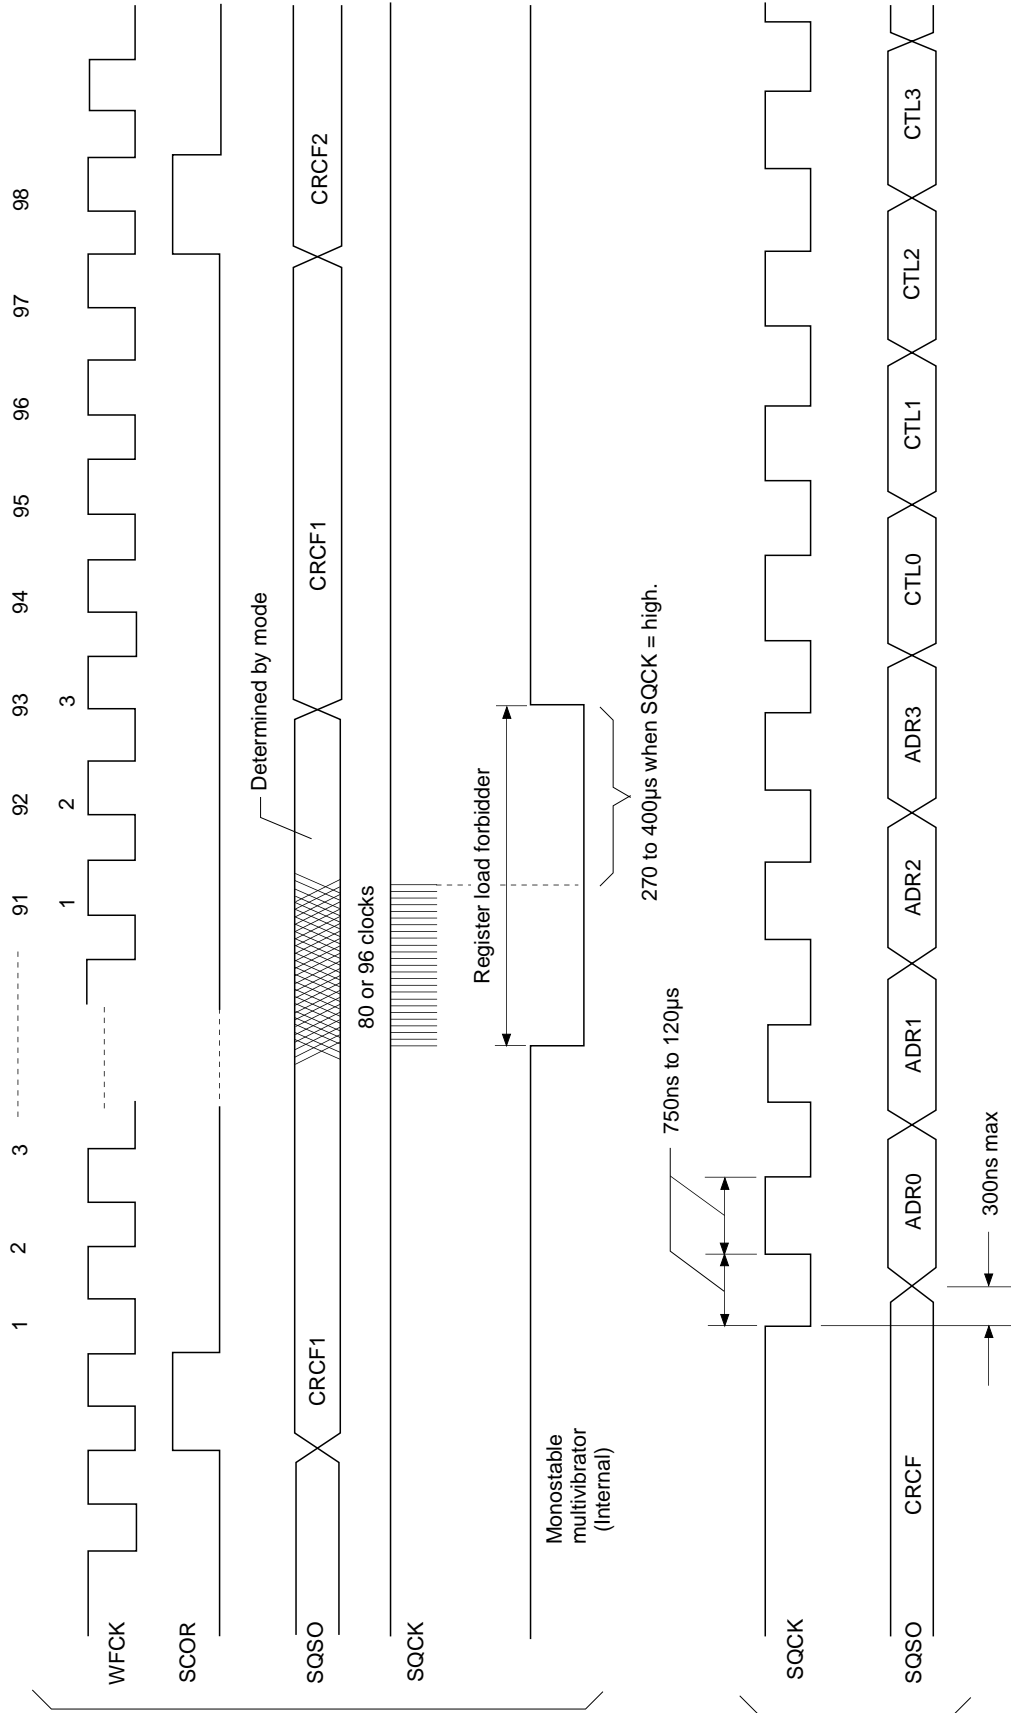 1 2 3 91 92 93 94 95 96 97 98
1 2 3
WFCK
SCOR
Determined by mode
SQSO CRCF1 CRCF1 CRCF2
80 or 96 clocks
SQCK
Register load forbidder
Monostable
multivibrator
(Internal)
270 to 400μs when SQCK = high.
750ns to 120μs
SQCK
SQSO CRCF ADR0 ADR1 ADR2 ADR3 CTL0 CTL1 CTL2 CTL3
300ns max